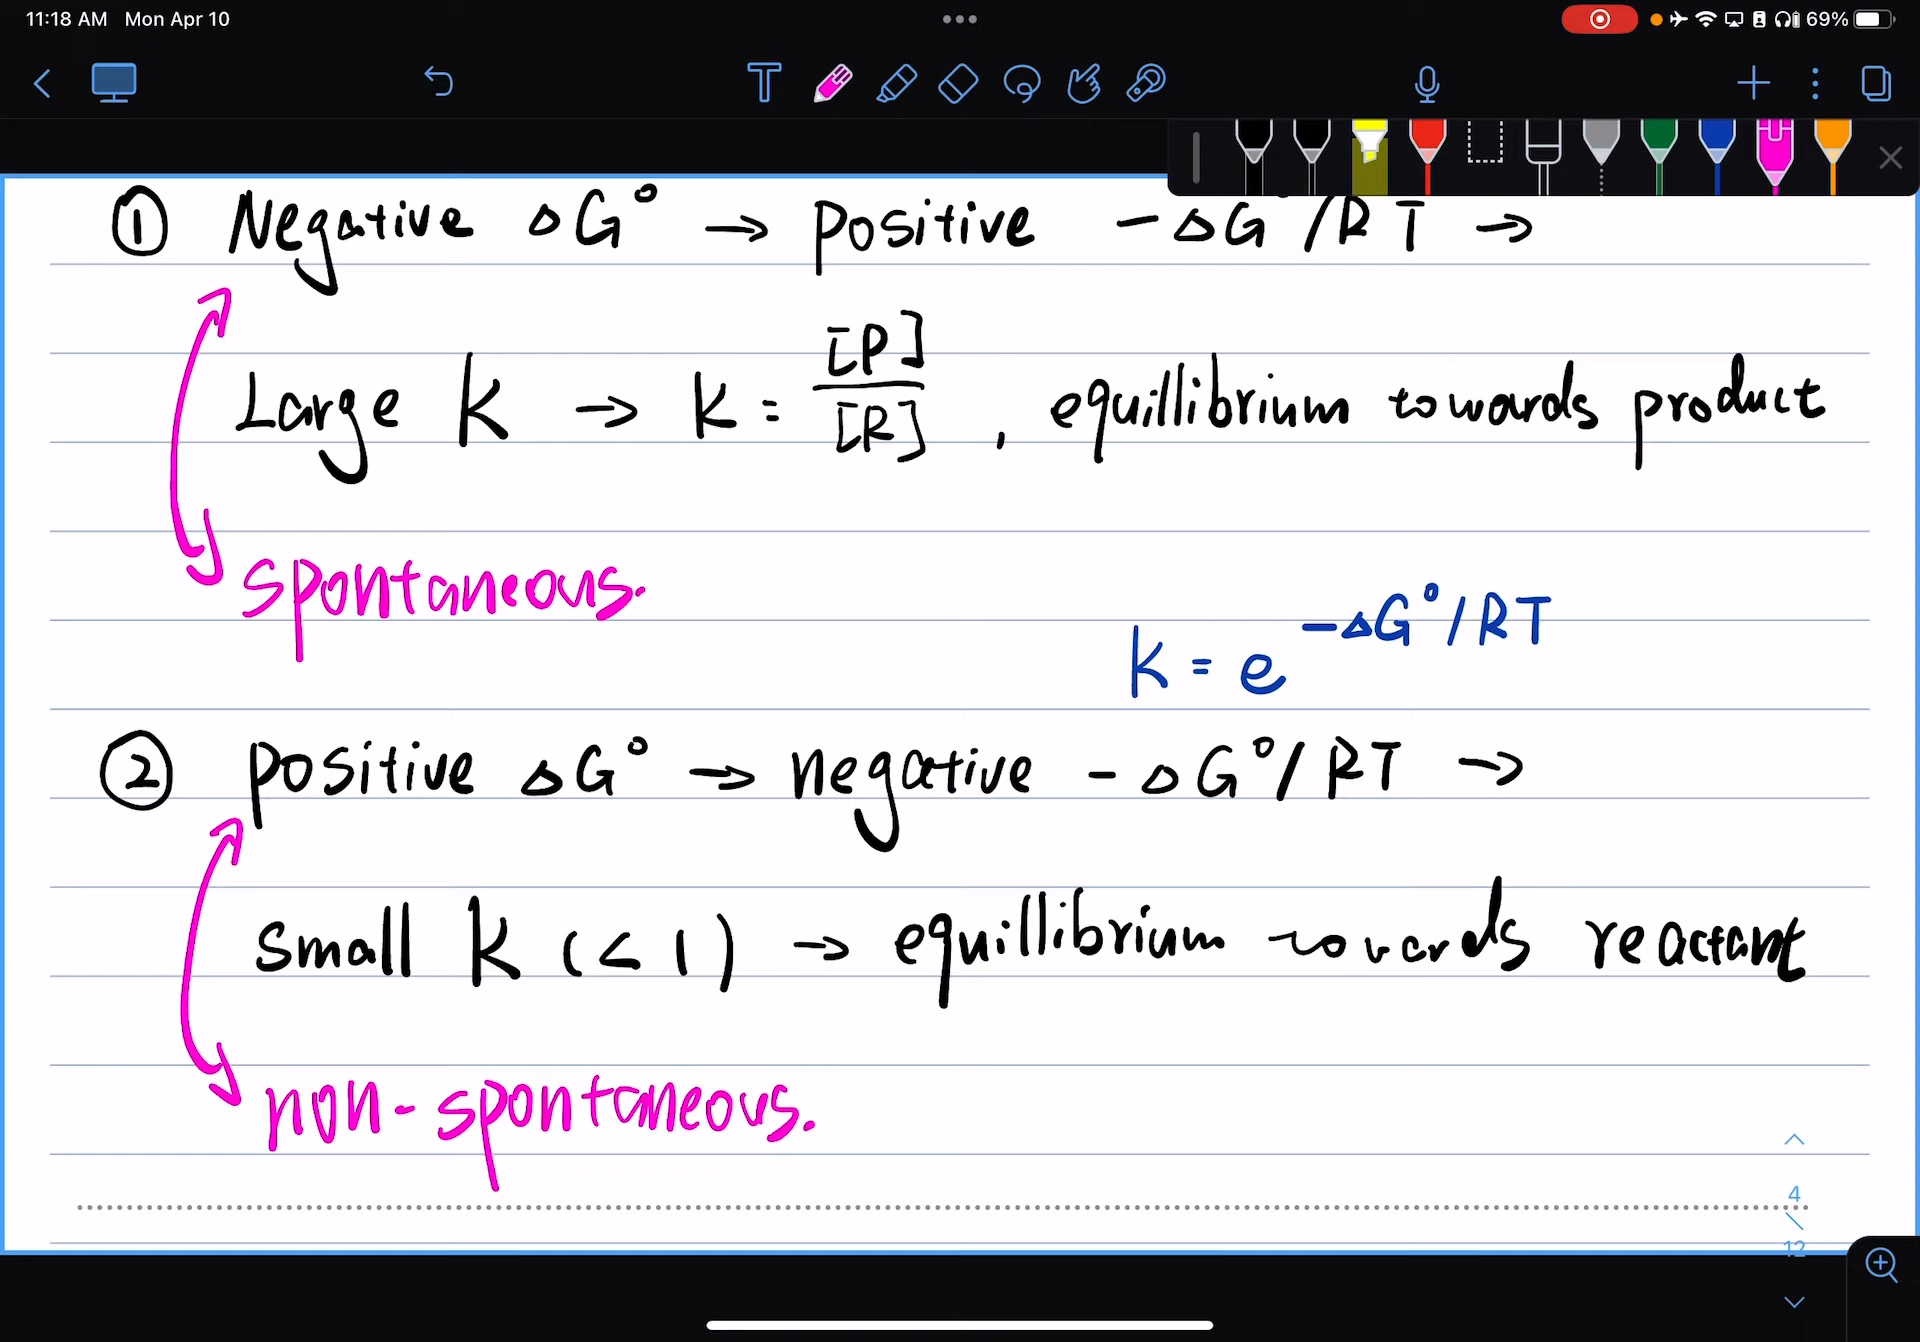 11:18 AM Mon Apr 10
69%
① Negative ΔG° → positive -ΔG°/RT →
Large K → K = [P]/[R] , equillibrium towards product
spontaneous.
K = e^-ΔG°/RT
② positive ΔG° → negative -ΔG°/RT →
small K (<1) → equillibrium towards reactant
non-spontaneous.
4
12